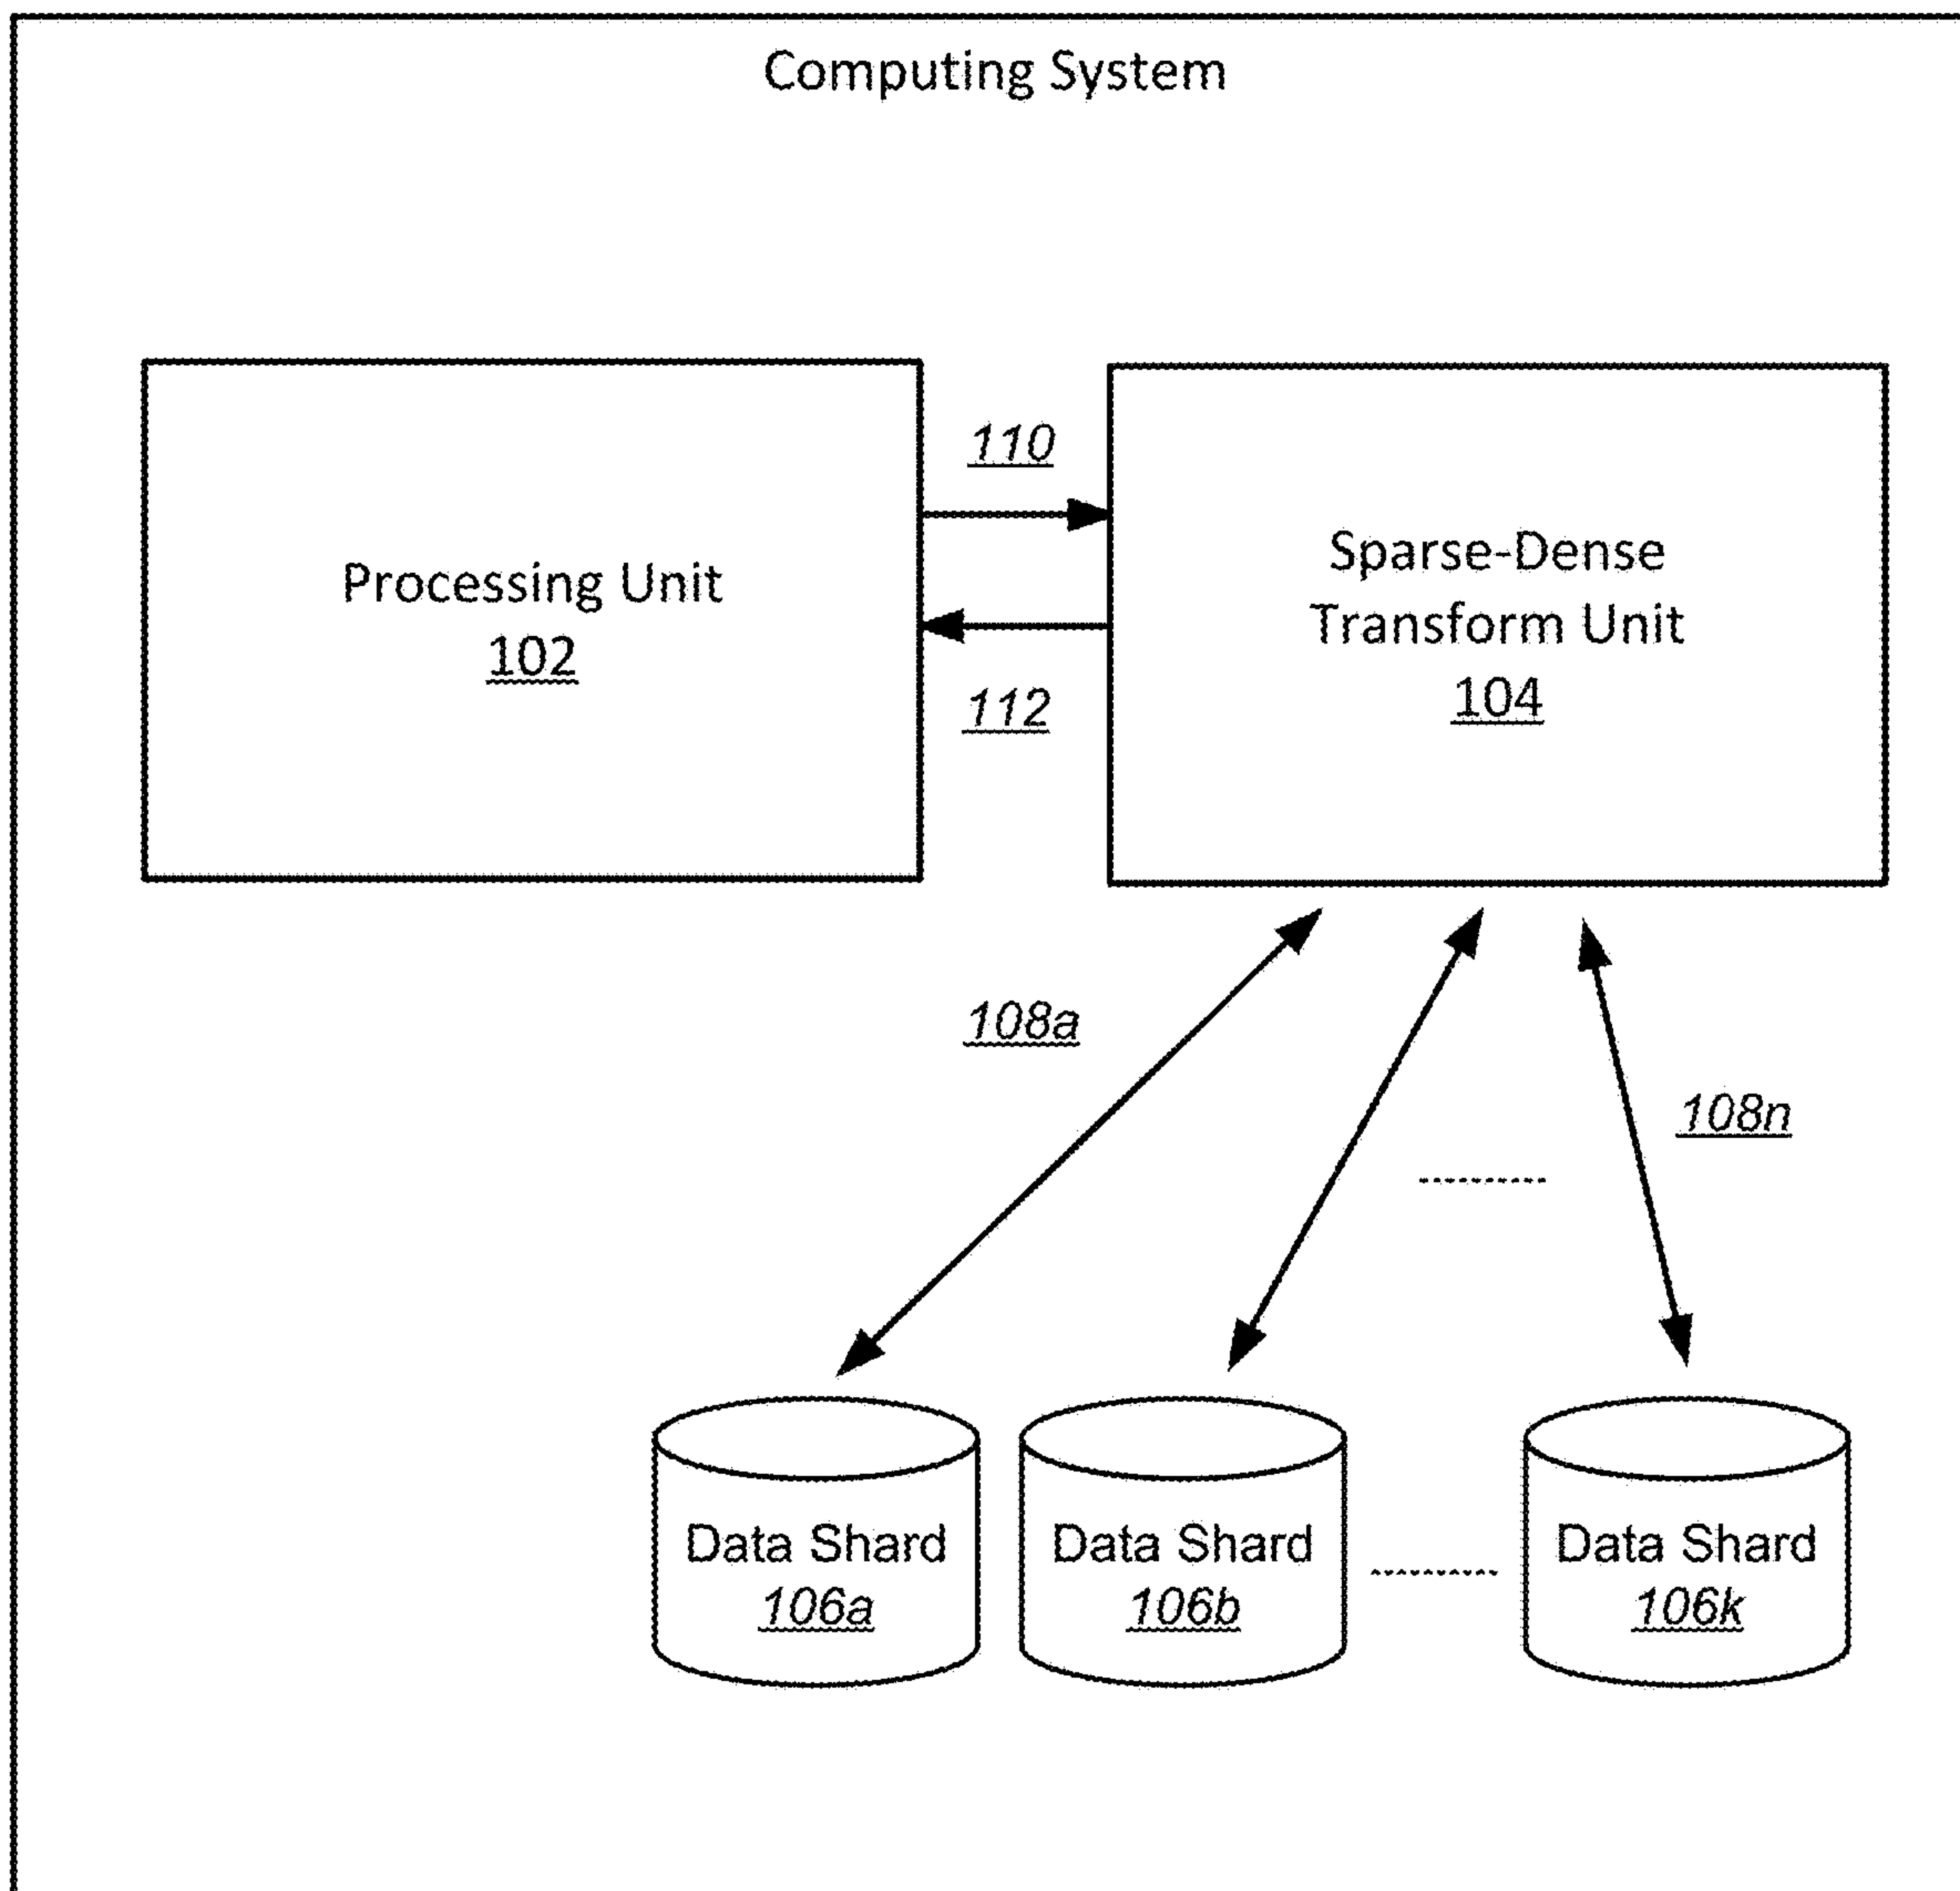 Computing System
110
Processing Unit
102
Sparse-Dense
Transform Unit
104
112
108a
108n
Data Shard
106a
Data Shard
106b
Data Shard
106k